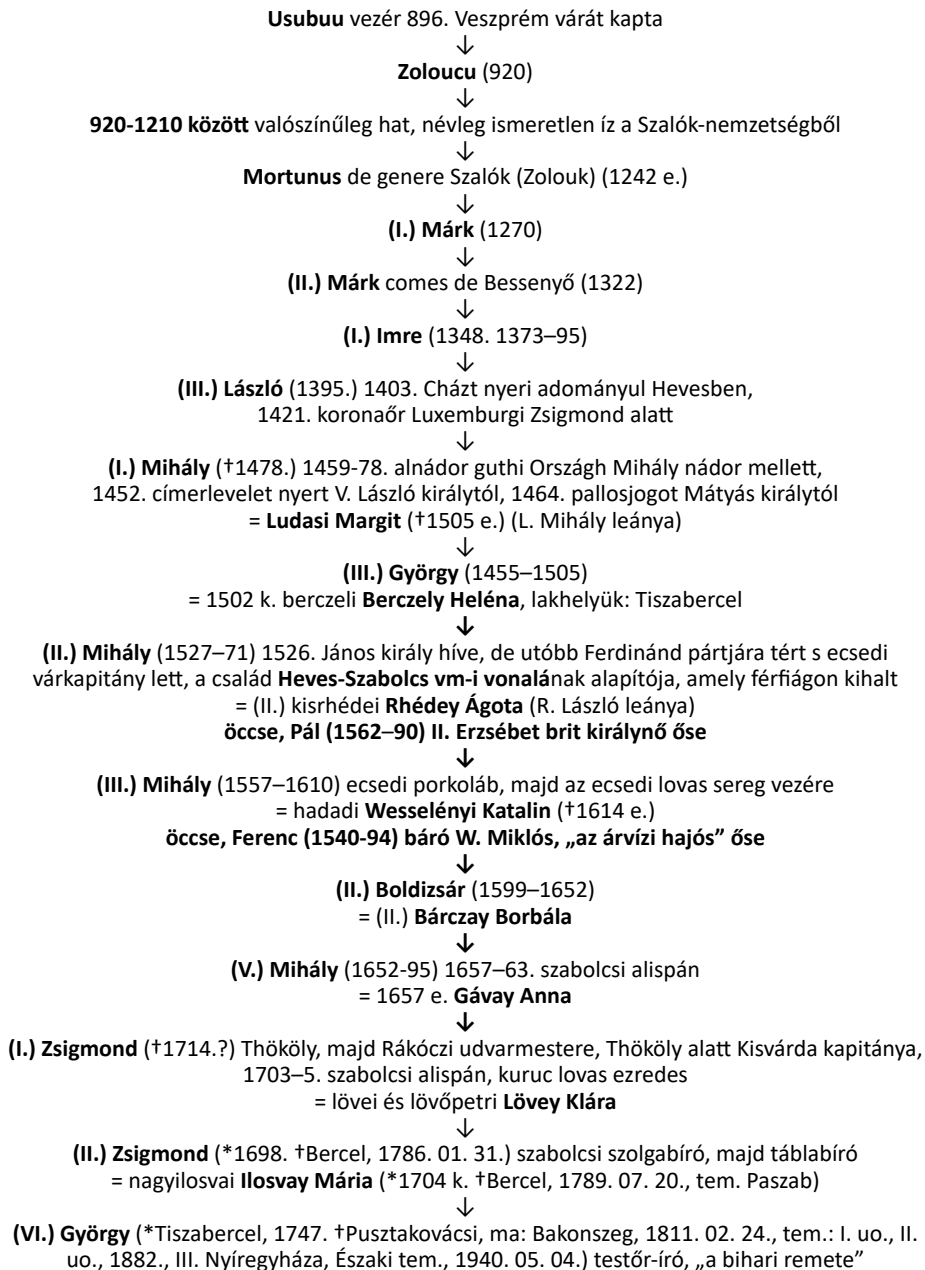 Usubuu vezér 896. Veszprém várát kapta
↓
Zoloucu (920)
↓
920-1210 között valószínűleg hat, névleg ismeretlen íz a Szalók-nemzetségből
↓
Mortunus de genere Szalók (Zolouk) (1242 e.)
↓
(I.) Márk (1270)
↓
(II.) Márk comes de Bessenyő (1322)
↓
(I.) Imre (1348. 1373–95)
↓
(III.) László (1395.) 1403. Cházt nyeri adományul Hevesben,
1421. koronaőr Luxemburgi Zsigmond alatt
↓
(I.) Mihály (†1478.) 1459-78. alnádor guthi Országh Mihály nádor mellett,
1452. címerlevelet nyert V. László királytól, 1464. pallosjogot Mátyás királytól
= Ludasi Margit (†1505 e.) (L. Mihály leánya)
↓
(III.) György (1455–1505)
= 1502 k. berczeli Berczely Heléna, lakhelyük: Tiszabercel
↓
(II.) Mihály (1527–71) 1526. János király híve, de utóbb Ferdinánd pártjára tért s ecsedi
várkapitány lett, a család Heves-Szabolcs vm-i vonalának alapítója, amely férfiágon kihalt
= (II.) kisrhédei Rhédey Ágota (R. László leánya)
öccse, Pál (1562–90) II. Erzsébet brit királynő őse
↓
(III.) Mihály (1557–1610) ecsedi porkoláb, majd az ecsedi lovas sereg vezére
= hadadi Wesselényi Katalin (†1614 e.)
öccse, Ferenc (1540-94) báró W. Miklós, „az árvízi hajós” őse
↓
(II.) Boldizsár (1599–1652)
= (II.) Bárczay Borbála
↓
(V.) Mihály (1652-95) 1657–63. szabolcsi alispán
= 1657 e. Gávay Anna
↓
(I.) Zsigmond (†1714.?) Thököly, majd Rákóczi udvarmestere, Thököly alatt Kisvárda kapitánya,
1703–5. szabolcsi alispán, kuruc lovas ezredes
= lövei és lövőpetri Lövey Klára
↓
(II.) Zsigmond (*1698. †Bercel, 1786. 01. 31.) szabolcsi szolgabíró, majd táblabíró
= nagyilosvai Ilosvay Mária (*1704 k. †Bercel, 1789. 07. 20., tem. Paszab)
↓
(VI.) György (*Tiszabercel, 1747. †Pusztakovácsi, ma: Bakonszeg, 1811. 02. 24., tem.: I. uo., II.
uo., 1882., III. Nyíregyháza, Északi tem., 1940. 05. 04.) testőr-író, „a bihari remete”